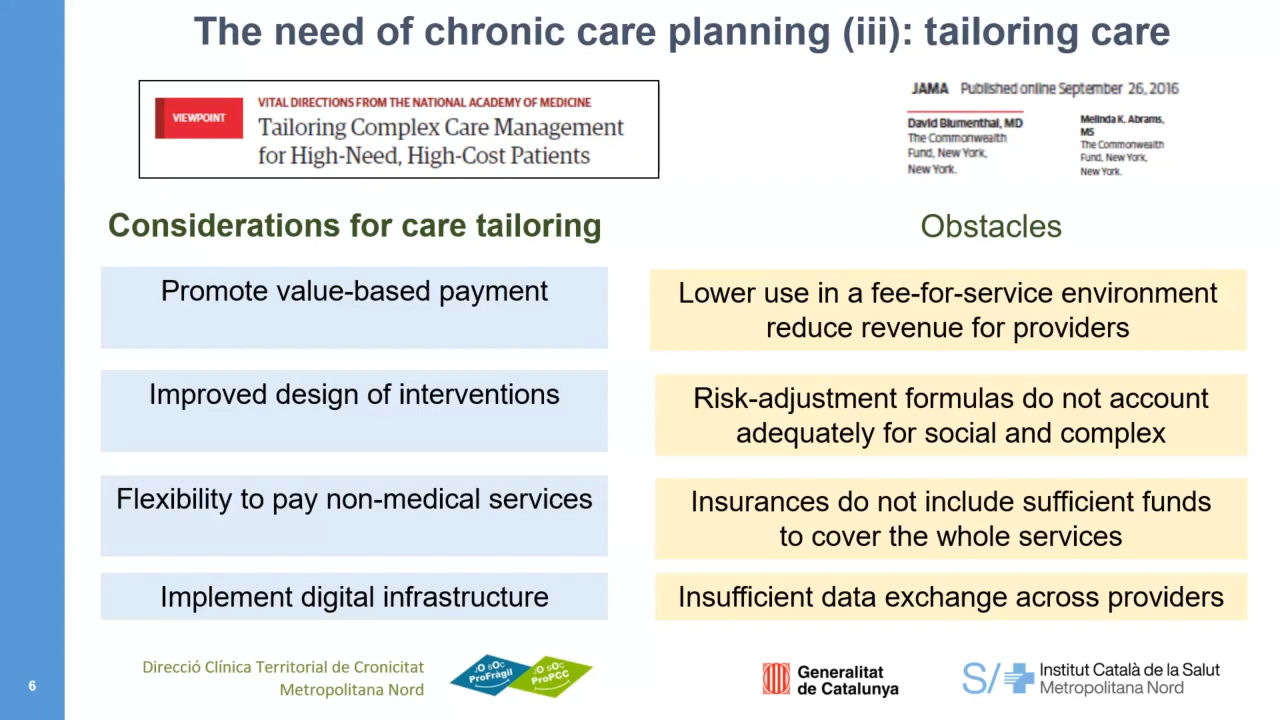 The need of chronic care planning (iii): tailoring care
VIEWPOINT
VITAL DIRECTIONS FROM THE NATIONAL ACADEMY OF MEDICINE
Tailoring Complex Care Management
for High-Need, High-Cost Patients
JAMA Published online September 26, 2016
David Blumenthal, MD
The Commonwealth
Fund, New York,
New York.
Melinda K. Abrams,
MS
The Commonwealth
Fund, New York,
New York.
Considerations for care tailoring
Obstacles
Promote value-based payment
Lower use in a fee-for-service environment
reduce revenue for providers
Improved design of interventions
Risk-adjustment formulas do not account
adequately for social and complex
Flexibility to pay non-medical services
Insurances do not include sufficient funds
to cover the whole services
Implement digital infrastructure
Insufficient data exchange across providers
6
Direcció Clínica Territorial de Cronicitat
Metropolitana Nord
JO sOC
ProFràgil
JO sOC
ProPCC
Generalitat
de Catalunya
S/
Institut Català de la Salut
Metropolitana Nord